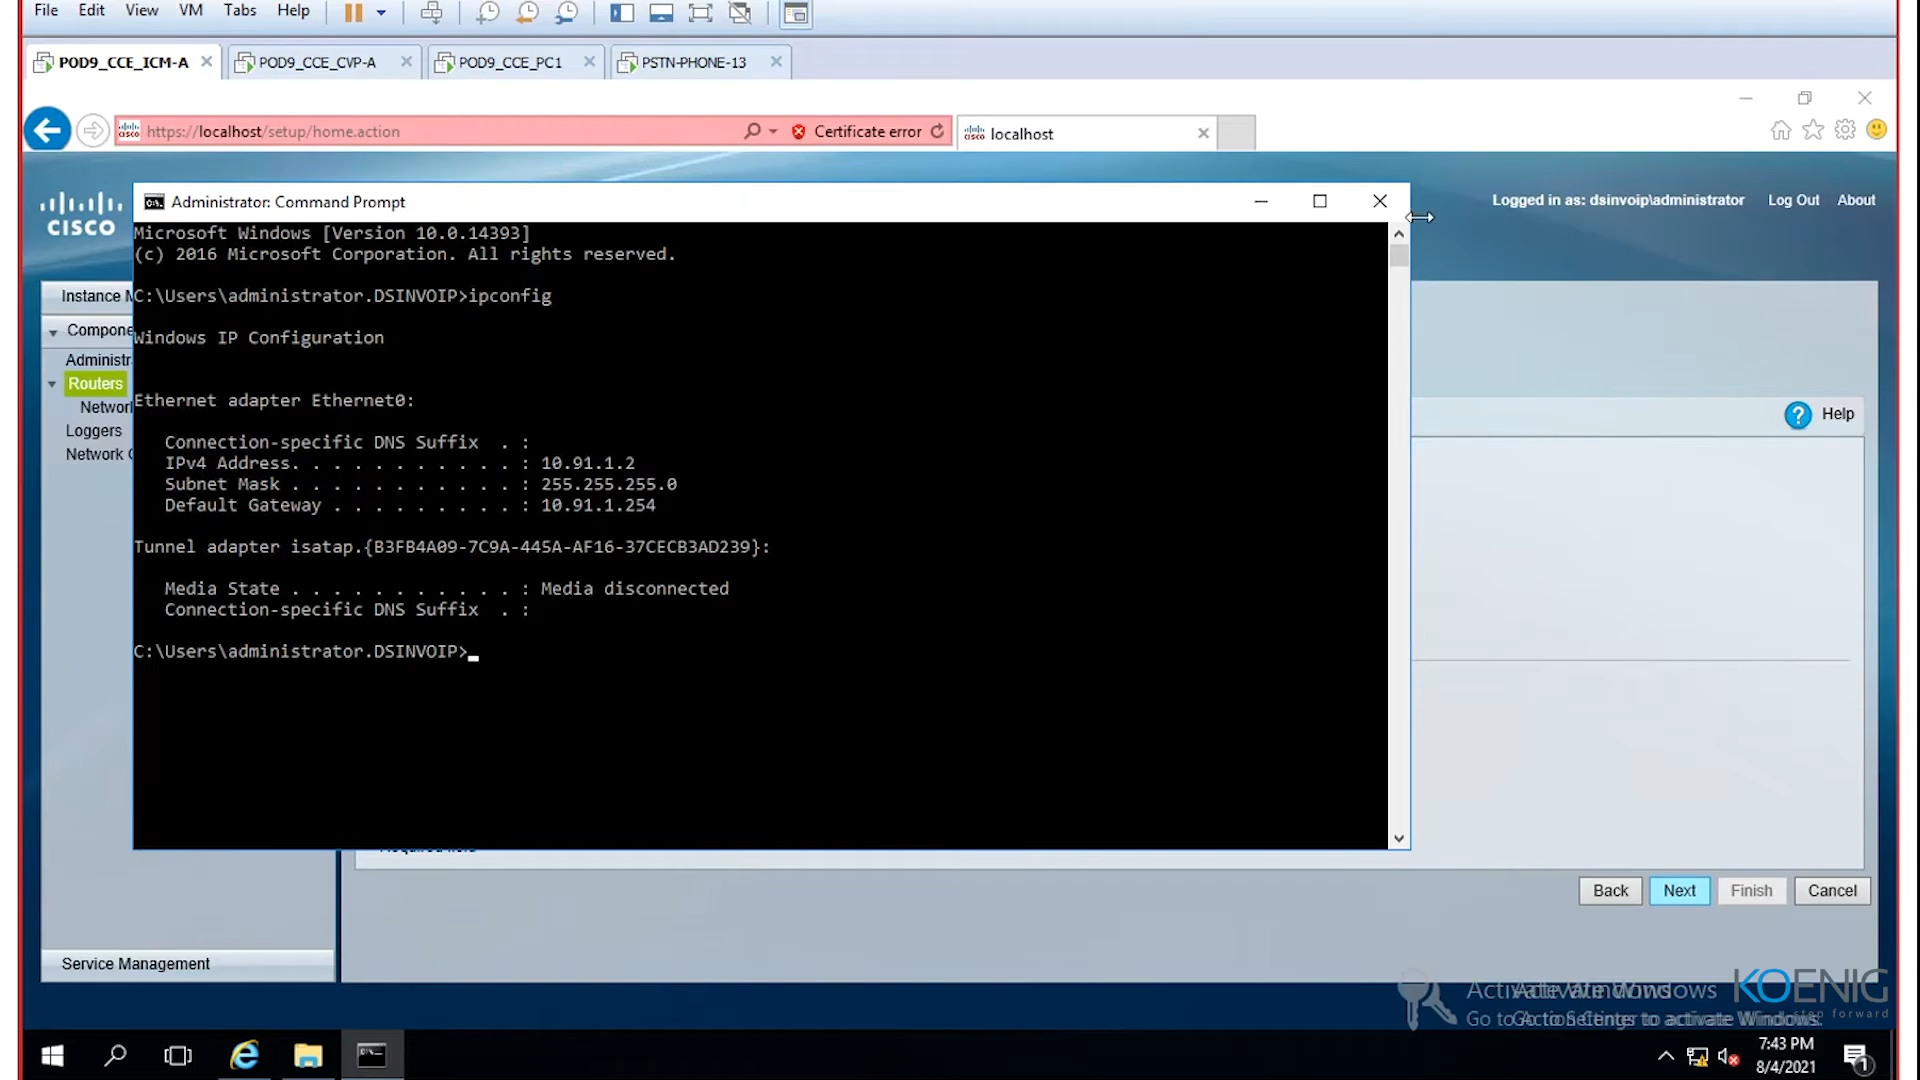 File Edit View VM Tabs Help
POD9_CCE_ICM-A POD9_CCE_CVP-A POD9_CCE_PC1 PSTN-PHONE-13
https://localhost/setup/home.action Certificate error localhost
CISCO
Logged in as: dsinvoip\administrator Log Out About
Administrator: Command Prompt
Microsoft Windows [Version 10.0.14393]
(c) 2016 Microsoft Corporation. All rights reserved.
C:\Users\administrator.DSINVOIP>ipconfig
Windows IP Configuration
Ethernet adapter Ethernet0:
Connection-specific DNS Suffix . :
IPv4 Address. . . . . . . . . . . : 10.91.1.2
Subnet Mask . . . . . . . . . . . : 255.255.255.0
Default Gateway . . . . . . . . . : 10.91.1.254
Tunnel adapter isatap.{B3FB4A09-7C9A-445A-AF16-37CECB3AD239}:
Media State . . . . . . . . . . . : Media disconnected
Connection-specific DNS Suffix . :
C:\Users\administrator.DSINVOIP>
Instance M
Compone
Administr
Routers
Networ
Loggers
Network
Help
Back Next Finish Cancel
Service Management
Activate Windows
KOENIG
step forward
7:43 PM
8/4/2021
1